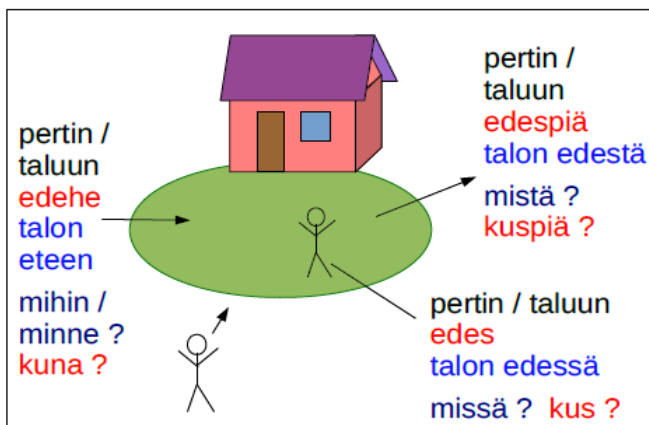 pertin /
taluun
edehe
talon
eteen
mihin /
minne ?
kuna ?
pertin /
taluun
edespiä
talon edestä
mistä ?
kuspiä ?
pertin / taluun
edes
talon edessä
missä ? kus ?